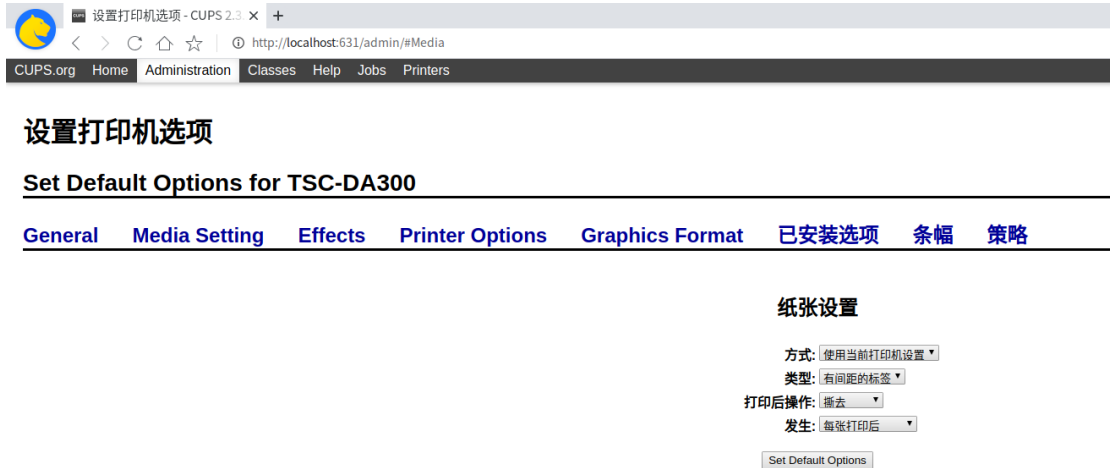 设置打印机选项 - CUPS 2.3
http://localhost:631/admin/#Media
CUPS.org Home Administration Classes Help Jobs Printers
设置打印机选项
Set Default Options for TSC-DA300
General Media Setting Effects Printer Options Graphics Format 已安装选项 条幅 策略
纸张设置
方式: 使用当前打印机设置
类型: 有间距的标签
打印后操作: 撕去
发生: 每张打印后
Set Default Options